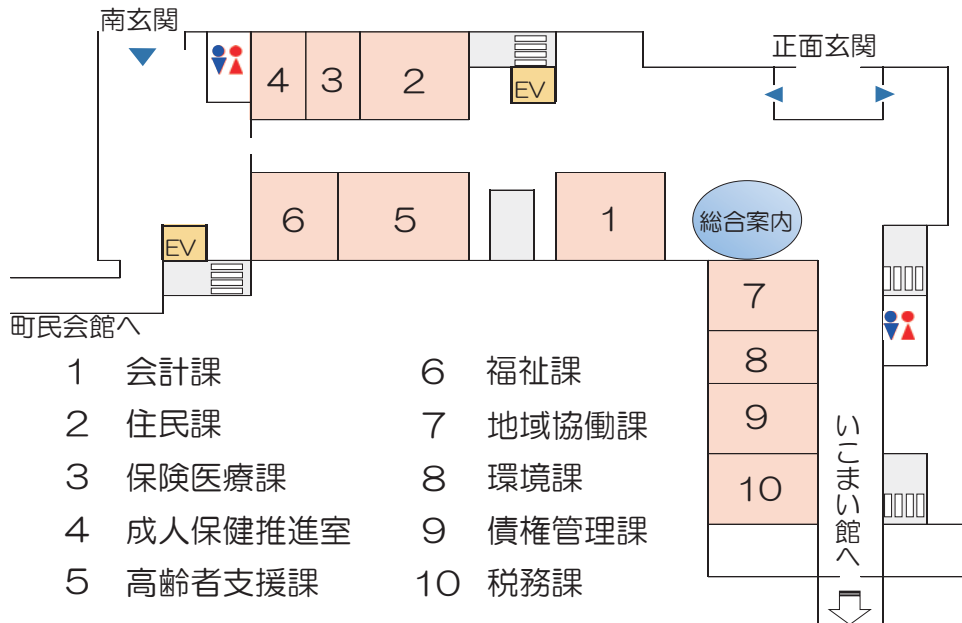 南玄関
正面玄関
4
3
2
EV
6
5
1
総合案内
EV
7
町民会館へ
8
9
10
いこまい館へ
1 会計課
2 住民課
3 保険医療課
4 成人保健推進室
5 高齢者支援課
6 福祉課
7 地域協働課
8 環境課
9 債権管理課
10 税務課